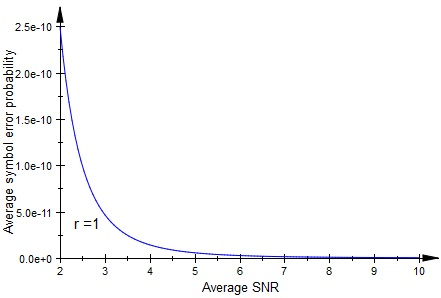 Average symbol error probability
2.5e-10
2.0e-10
1.5e-10
1.0e-10
5.0e-11
0.0e+0
r =1
2 3 4 5 6 7 8 9 10
Average SNR